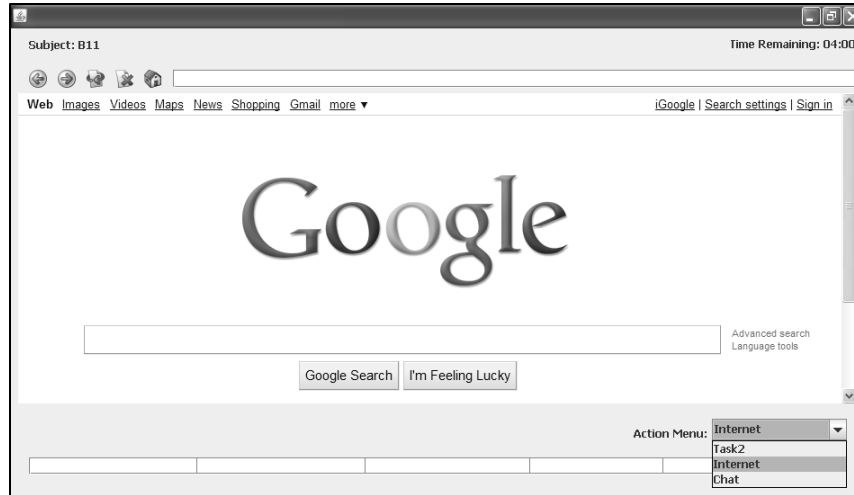 Subject: B11 Time Remaining: 04:00
Web Images Videos Maps News Shopping Gmail more ▼ iGoogle | Search settings | Sign in
Google
Advanced search
Language tools
Google Search I'm Feeling Lucky
Action Menu: Internet
Task2
Internet
Chat